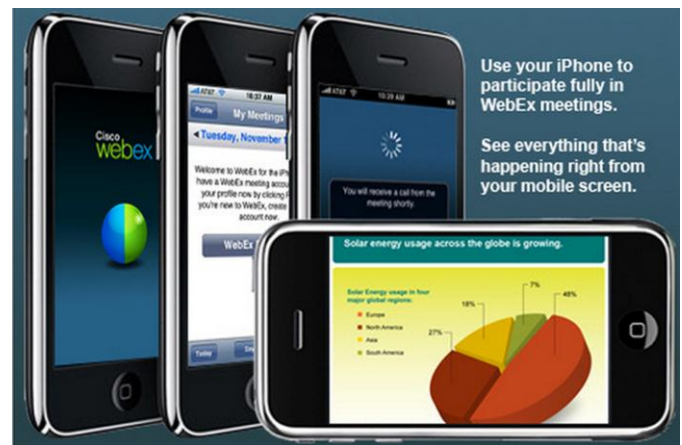 Use your iPhone to
participate fully in
WebEx meetings.
See everything that's
happening right from
your mobile screen.
Cisco
webex
AT&T 10:37 AM
Profile My Meetings
Tuesday, November
Welcome to WebEx for the iPh
have a WebEx meeting accou
your profile now by clicking P
you're new to WebEx, create
account now.
WebEx
Today
AT&T 10:39 AM
You will receive a call from the
meeting shortly.
Solar energy usage across the globe is growing.
Solar Energy usage in four
major global regions:
Europe
North America
Asia
South America
27%
18%
7%
48%